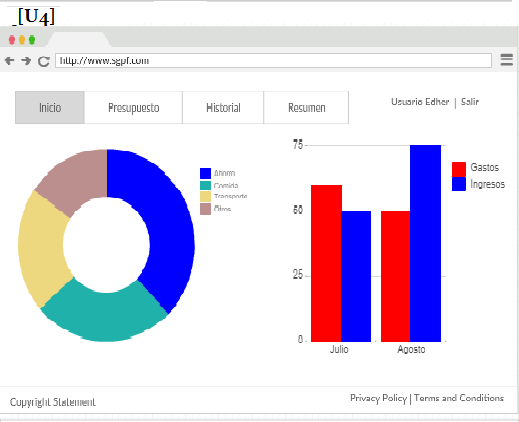 [U4]
http://www.sgpf.com
Inicio Presupuesto Historial Resumen
Usuario Edher | Salir
Ahorro
Comida
Transporte
Otros
75
50
25
0
Julio Agosto
Gastos
Ingresos
Copyright Statement
Privacy Policy | Terms and Conditions